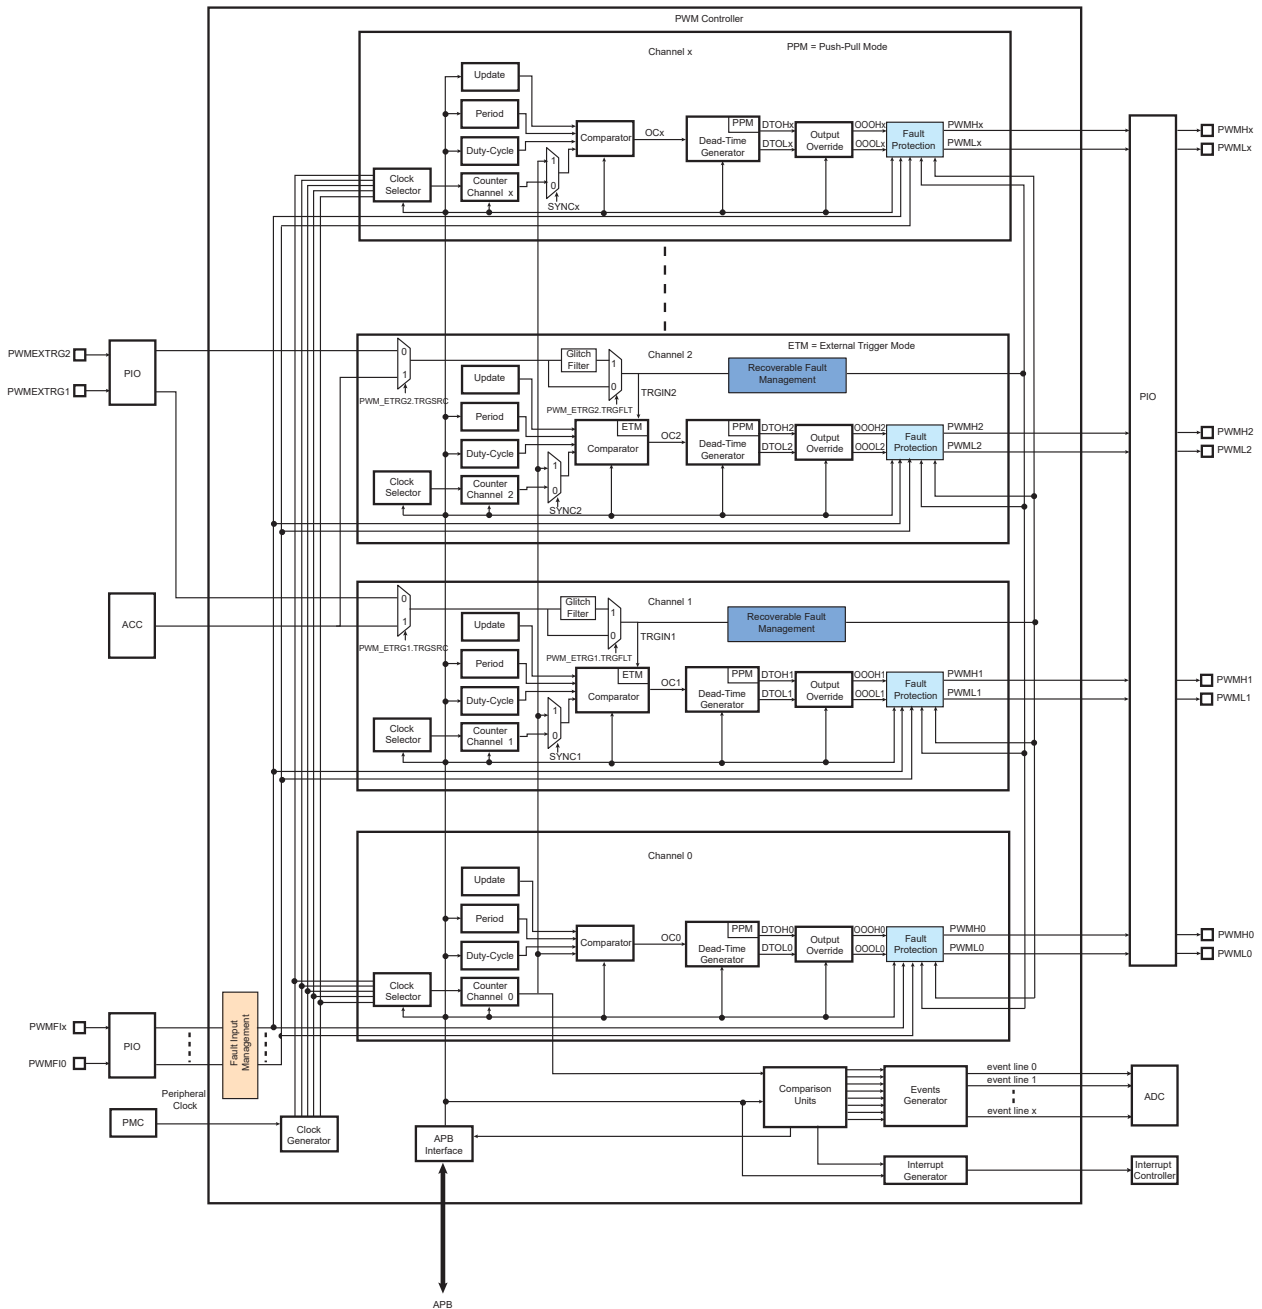 PWM Controller
Channel x
PPM = Push-Pull Mode
Update
Period
Comparator
OCx
PPM
Dead-Time
Generator
DTOHx
DTOLx
Output
Override
OOOHx
OOOLx
Fault
Protection
PWMHx
PWMLx
PWMHx
PWMLx
Duty-Cycle
Clock
Selector
Counter
Channel x
1
0
SYNCx
PWMEXTRG2
PWMEXTRG1
PIO
PIO
ETM = External Trigger Mode
Channel 2
0
1
PWM_ETRG2.TRGSRC
Glitch
Filter
1
0
PWM_ETRG2.TRGFLT
TRGIN2
Recoverable Fault
Management
Update
Period
Duty-Cycle
ETM
Comparator
OC2
PPM
Dead-Time
Generator
DTOH2
DTOL2
Output
Override
OOOH2
OOOL2
Fault
Protection
PWMH2
PWML2
PWMH2
PWML2
Clock
Selector
Counter
Channel 2
1
0
SYNC2
ACC
Channel 1
0
1
PWM_ETRG1.TRGSRC
Glitch
Filter
1
0
PWM_ETRG1.TRGFLT
TRGIN1
Recoverable Fault
Management
Update
Period
Duty-Cycle
ETM
Comparator
OC1
PPM
Dead-Time
Generator
DTOH1
DTOL1
Output
Override
OOOH1
OOOL1
Fault
Protection
PWMH1
PWML1
PWMH1
PWML1
Clock
Selector
Counter
Channel 1
1
0
SYNC1
Channel 0
Update
Period
Duty-Cycle
Comparator
OC0
PPM
Dead-Time
Generator
DTOH0
DTOL0
Output
Override
OOOH0
OOOL0
Fault
Protection
PWMH0
PWML0
PWMH0
PWML0
Clock
Selector
Counter
Channel 0
PWMFIx
PWMFI0
PIO
Fault Input
Management
Peripheral
Clock
PMC
Clock
Generator
APB
Interface
Comparison
Units
Events
Generator
event line 0
event line 1
event line x
ADC
Interrupt
Generator
Interrupt
Controller
APB